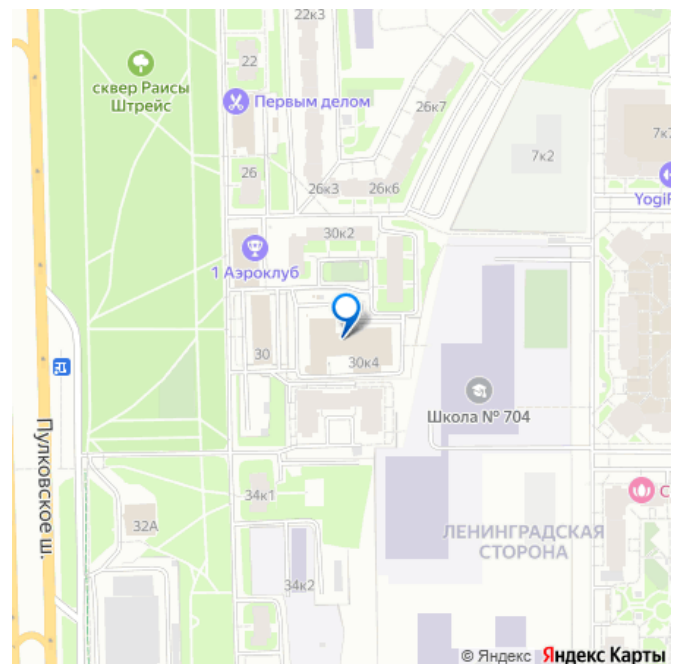 22к3
сквер Раисы
Штрейс
22
Первым делом
26к7
7к2
7к
26
26к3
26к6
YogiF
30к2
1 Аэроклуб
30
30к4
Школа № 704
Пулковское ш.
34к1
С
32А
ЛЕНИНГРАДСКАЯ
СТОРОНА
34к2
© Яндекс Яндекс Карты